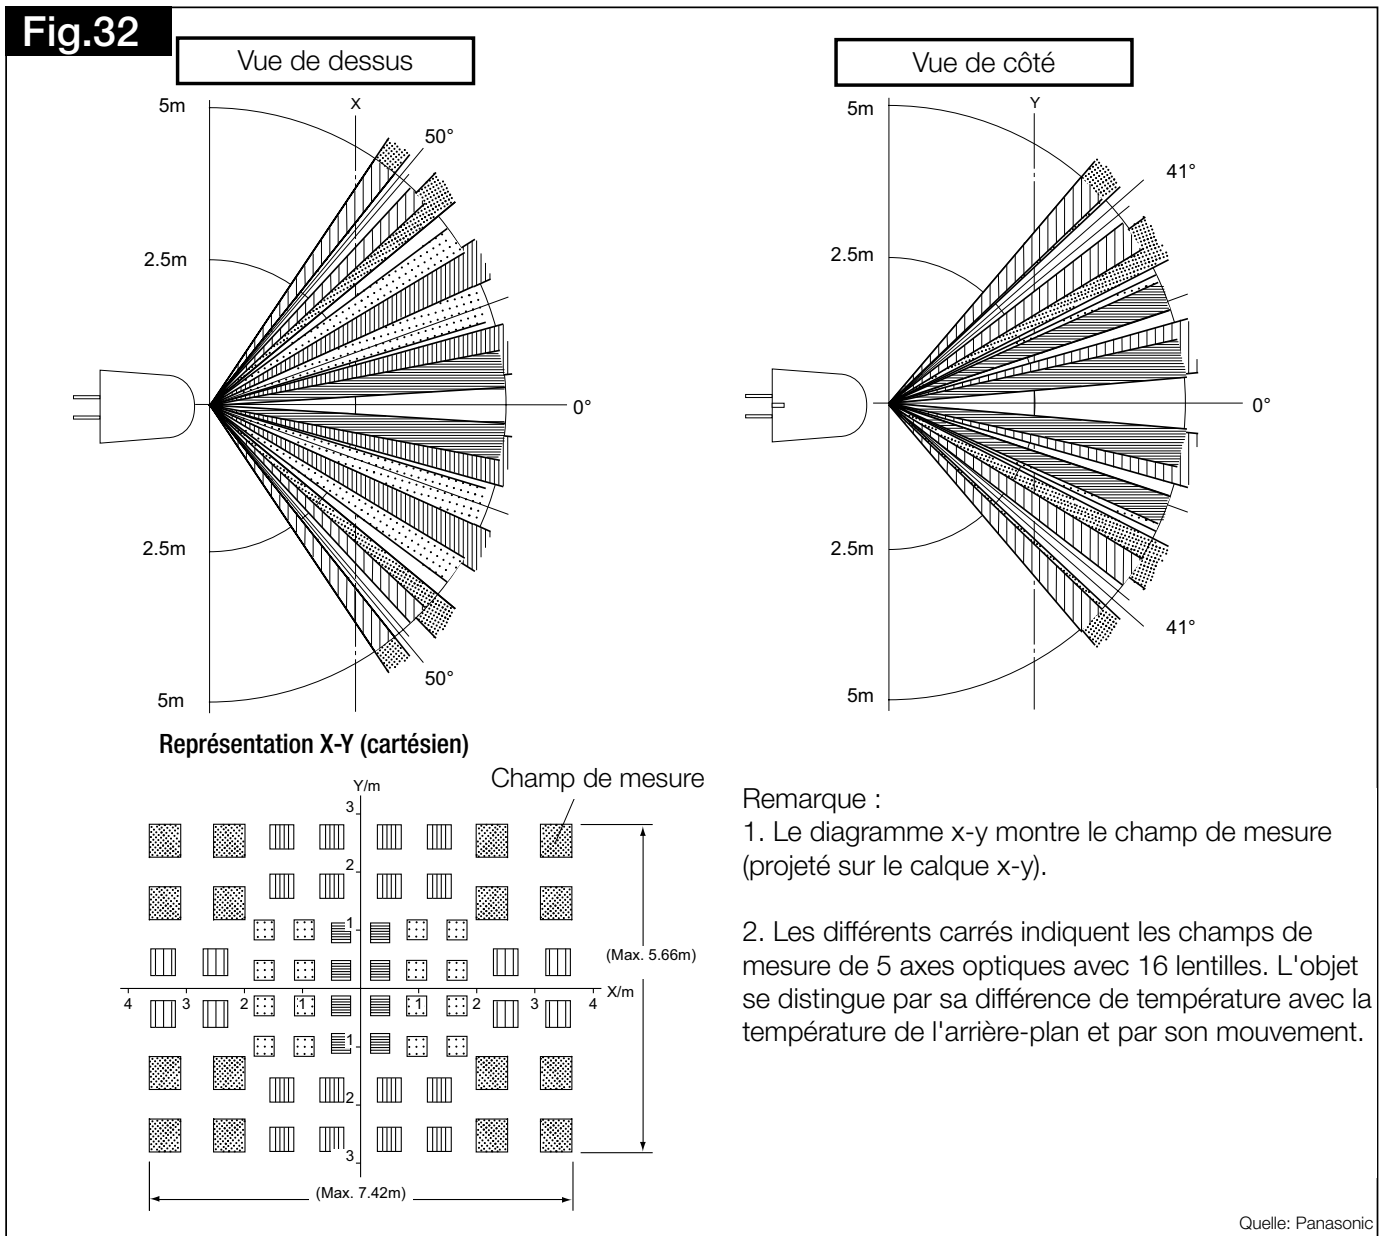 Fig.32
Vue de dessus
5m
X
50°
2.5m
0°
2.5m
50°
5m
Vue de côté
5m
Y
41°
2.5m
0°
2.5m
41°
5m
Représentation X-Y (cartésien)
Champ de mesure
Y/m
3
2
1
4 3 2 1 1 2 3 4 X/m
1
2
3
(Max. 5.66m)
(Max. 7.42m)
Remarque :
1. Le diagramme x-y montre le champ de mesure
(projeté sur le calque x-y).
2. Les différents carrés indiquent les champs de
mesure de 5 axes optiques avec 16 lentilles. L'objet
se distingue par sa différence de température avec la
température de l'arrière-plan et par son mouvement.
Quelle: Panasonic